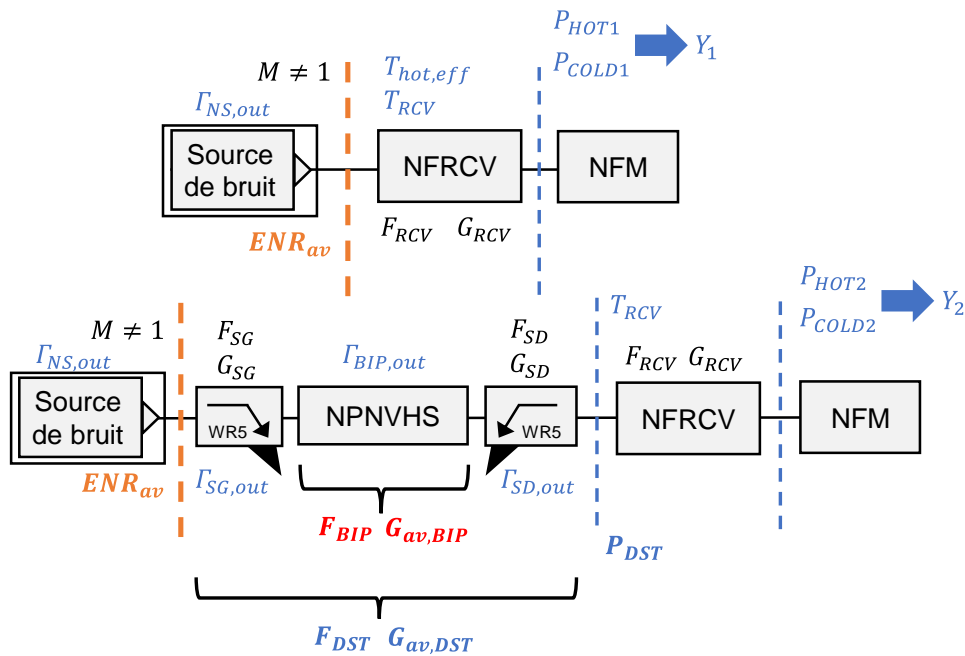 P_HOT1
P_COLD1
Y_1
M ≠ 1
T_hot,eff
T_RCV
Γ_NS,out
Source
de bruit
NFRCV
NFM
ENR_av
F_RCV G_RCV
P_HOT2
P_COLD2
Y_2
M ≠ 1
T_RCV
F_SG
G_SG
F_SD
G_SD
Γ_NS,out
Γ_BIP,out
F_RCV G_RCV
Source
de bruit
WR5
NPNVHS
WR5
NFRCV
NFM
ENR_av
Γ_SG,out
Γ_SD,out
F_BIP G_av,BIP
P_DST
F_DST G_av,DST